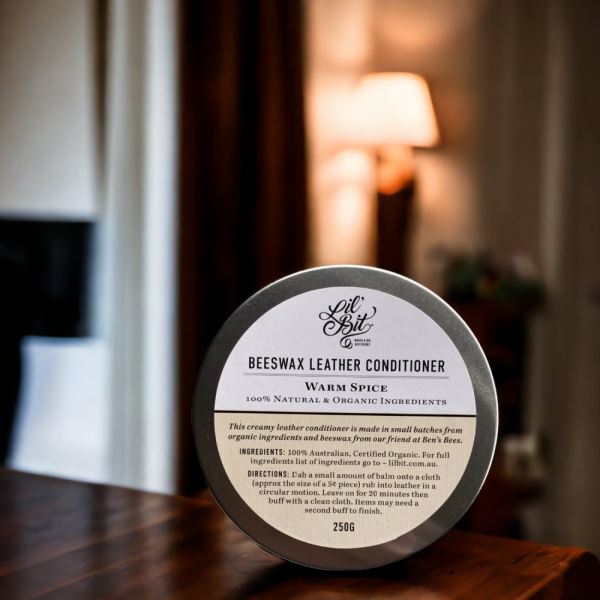 Lil'
Bit
BEESWAX LEATHER CONDITIONER
WARM SPICE
100% NATURAL & ORGANIC INGREDIENTS
This creamy leather conditioner is made in small batches from
organic ingredients and beeswax from our friend at Ben's Bees.
INGREDIENTS: 100% Australian, Certified Organic. For full
ingredients list of ingredients go to – lilbit.com.au.
DIRECTIONS: Dab a small amount of balm onto a cloth
(approx the size of a 5¢ piece) rub into leather in a
circular motion. Leave on for 20 minutes then
buff with a clean cloth. Items may need a
second buff to finish.
250G